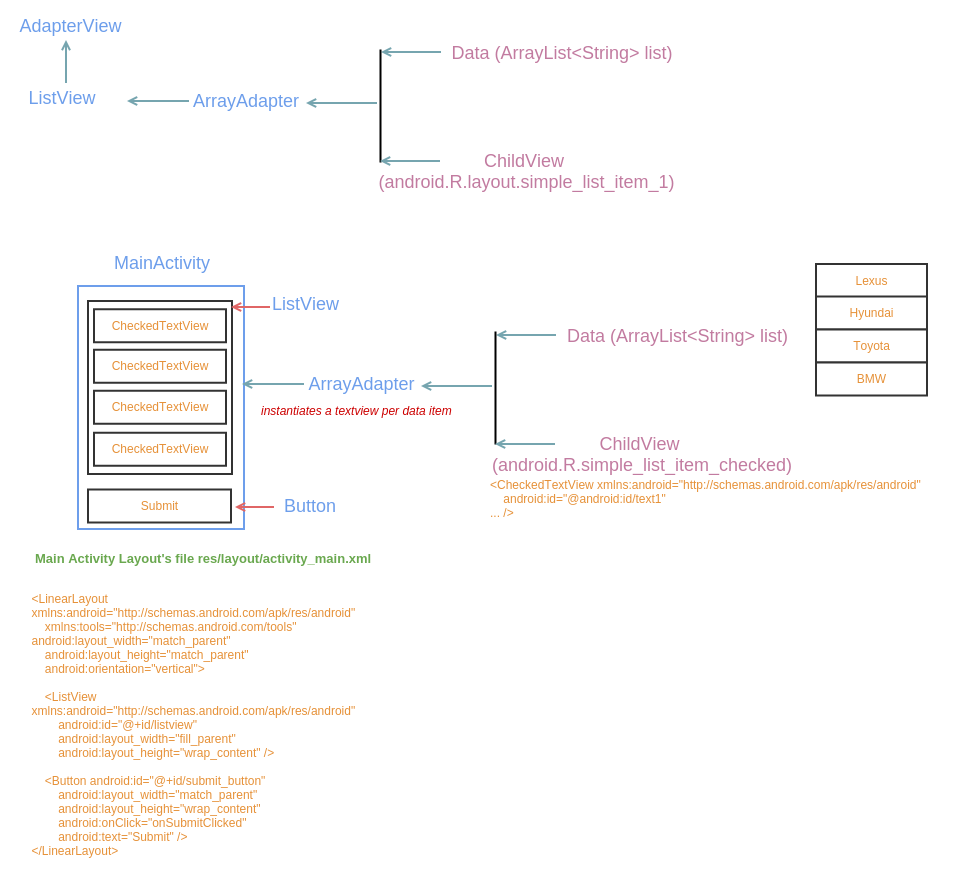 AdapterView
ListView
ArrayAdapter
Data (ArrayList<String> list)
ChildView
(android.R.layout.simple_list_item_1)
MainActivity
ListView
CheckedTextView
CheckedTextView
CheckedTextView
CheckedTextView
Submit
ArrayAdapter
instantiates a textview per data item
Button
Data (ArrayList<String> list)
ChildView
(android.R.simple_list_item_checked)
<CheckedTextView xmlns:android="http://schemas.android.com/apk/res/android"
android:id="@android:id/text1"
... />
Lexus
Hyundai
Toyota
BMW
Main Activity Layout's file res/layout/activity_main.xml
<LinearLayout
xmlns:android="http://schemas.android.com/apk/res/android"
xmlns:tools="http://schemas.android.com/tools"
android:layout_width="match_parent"
android:layout_height="match_parent"
android:orientation="vertical">
<ListView
xmlns:android="http://schemas.android.com/apk/res/android"
android:id="@+id/listview"
android:layout_width="fill_parent"
android:layout_height="wrap_content" />
<Button android:id="@+id/submit_button"
android:layout_width="match_parent"
android:layout_height="wrap_content"
android:onClick="onSubmitClicked"
android:text="Submit" />
</LinearLayout>